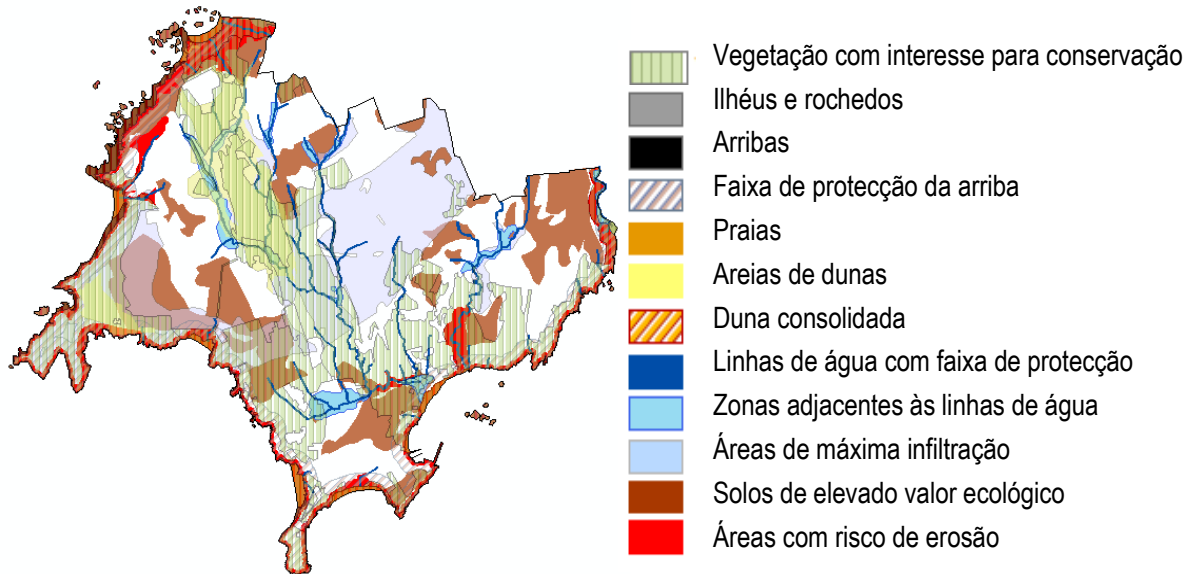 Vegetação com interesse para conservação
Ilhéus e rochedos
Arribas
Faixa de protecção da arriba
Praias
Areias de dunas
Duna consolidada
Linhas de água com faixa de protecção
Zonas adjacentes às linhas de água
Áreas de máxima infiltração
Solos de elevado valor ecológico
Áreas com risco de erosão